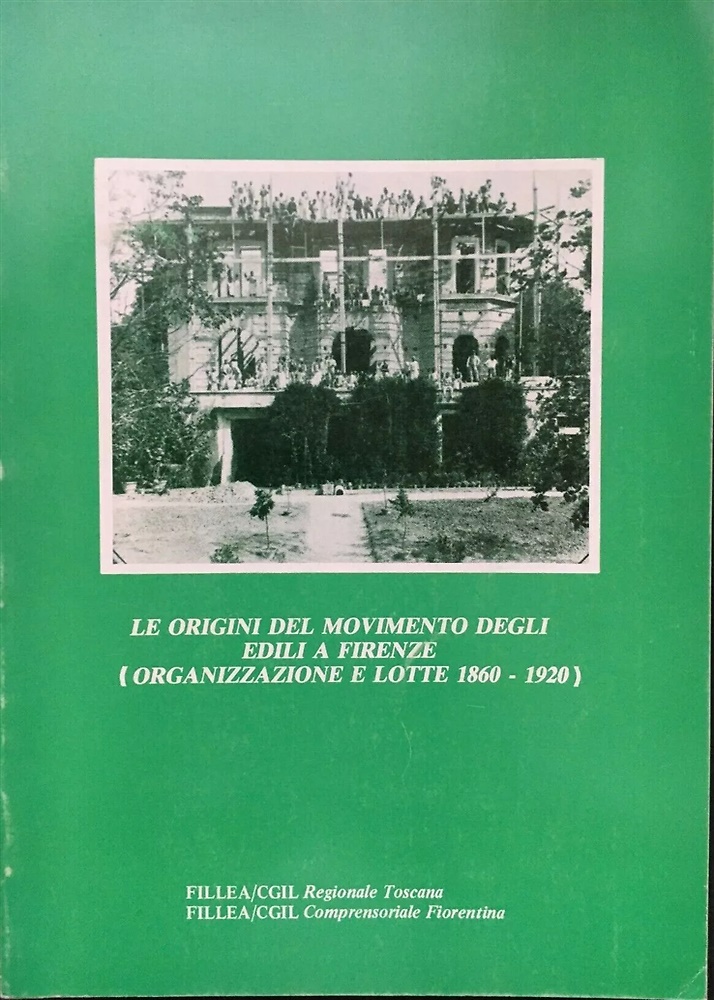 LE ORIGINI DEL MOVIMENTO DEGLI
EDILI A FIRENZE
(ORGANIZZAZIONE E LOTTE 1860 - 1920)
FILLEA/CGIL Regionale Toscana
FILLEA/CGIL Comprensoriale Fiorentina